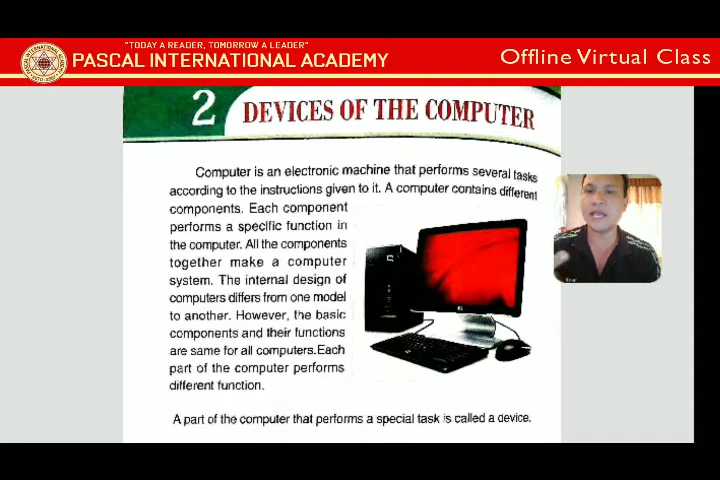 "TODAY A READER, TOMORROW A LEADER"
PASCAL INTERNATIONAL ACADEMY
Offline Virtual Class
2
DEVICES OF THE COMPUTER
Computer is an electronic machine that performs several tasks
according to the instructions given to it. A computer contains different
components. Each component
performs a specific function in
the computer. All the components
together make a computer
system. The internal design of
computers differs from one model
to another. However, the basic
components and their functions
are same for all computers.Each
part of the computer performs
different function.
A part of the computer that performs a special task is called a device.